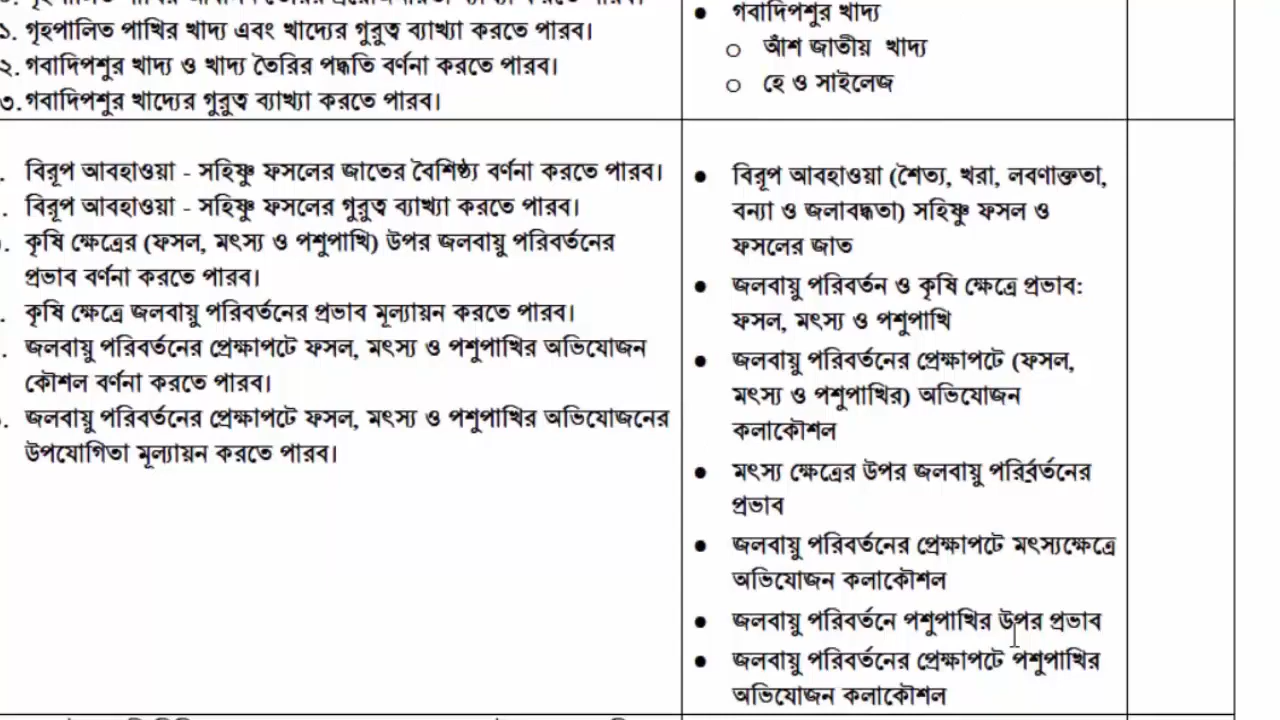 ১. গৃহপালিত পাখির খাদ্য এবং খাদ্যের গুরুত্ব ব্যাখ্যা করতে পারব।
২. গবাদিপশুর খাদ্য ও খাদ্য তৈরির পদ্ধতি বর্ণনা করতে পারব।
৩. গবাদিপশুর খাদ্যের গুরুত্ব ব্যাখ্যা করতে পারব।
● গবাদিপশুর খাদ্য
o আঁশ জাতীয় খাদ্য
o হে ও সাইলেজ
. বিরূপ আবহাওয়া - সহিষ্ণু ফসলের জাতের বৈশিষ্ঠ্য বর্ণনা করতে পারব।
. বিরূপ আবহাওয়া - সহিষ্ণু ফসলের গুরুত্ব ব্যাখ্যা করতে পারব।
. কৃষি ক্ষেত্রের (ফসল, মৎস্য ও পশুপাখি) উপর জলবায়ু পরিবর্তনের
প্রভাব বর্ণনা করতে পারব।
. কৃষি ক্ষেত্রে জলবায়ু পরিবর্তনের প্রভাব মূল্যায়ন করতে পারব।
. জলবায়ু পরিবর্তনের প্রেক্ষাপটে ফসল, মৎস্য ও পশুপাখির অভিযোজন
কৌশল বর্ণনা করতে পারব।
. জলবায়ু পরিবর্তনের প্রেক্ষাপটে ফসল, মৎস্য ও পশুপাখির অভিযোজনের
উপযোগিতা মূল্যায়ন করতে পারব।
● বিরূপ আবহাওয়া (শৈত্য, খরা, লবণাক্ততা,
বন্যা ও জলাবদ্ধতা) সহিষ্ণু ফসল ও
ফসলের জাত
● জলবায়ু পরিবর্তন ও কৃষি ক্ষেত্রে প্রভাব:
ফসল, মৎস্য ও পশুপাখি
● জলবায়ু পরিবর্তনের প্রেক্ষাপটে (ফসল,
মৎস্য ও পশুপাখির) অভিযোজন
কলাকৌশল
● মৎস্য ক্ষেত্রের উপর জলবায়ু পরির্বর্তনের
প্রভাব
● জলবায়ু পরিবর্তনের প্রেক্ষাপটে মৎস্যক্ষেত্রে
অভিযোজন কলাকৌশল
● জলবায়ু পরিবর্তনে পশুপাখির উপর প্রভাব
● জলবায়ু পরিবর্তনের প্রেক্ষাপটে পশুপাখির
অভিযোজন কলাকৌশল